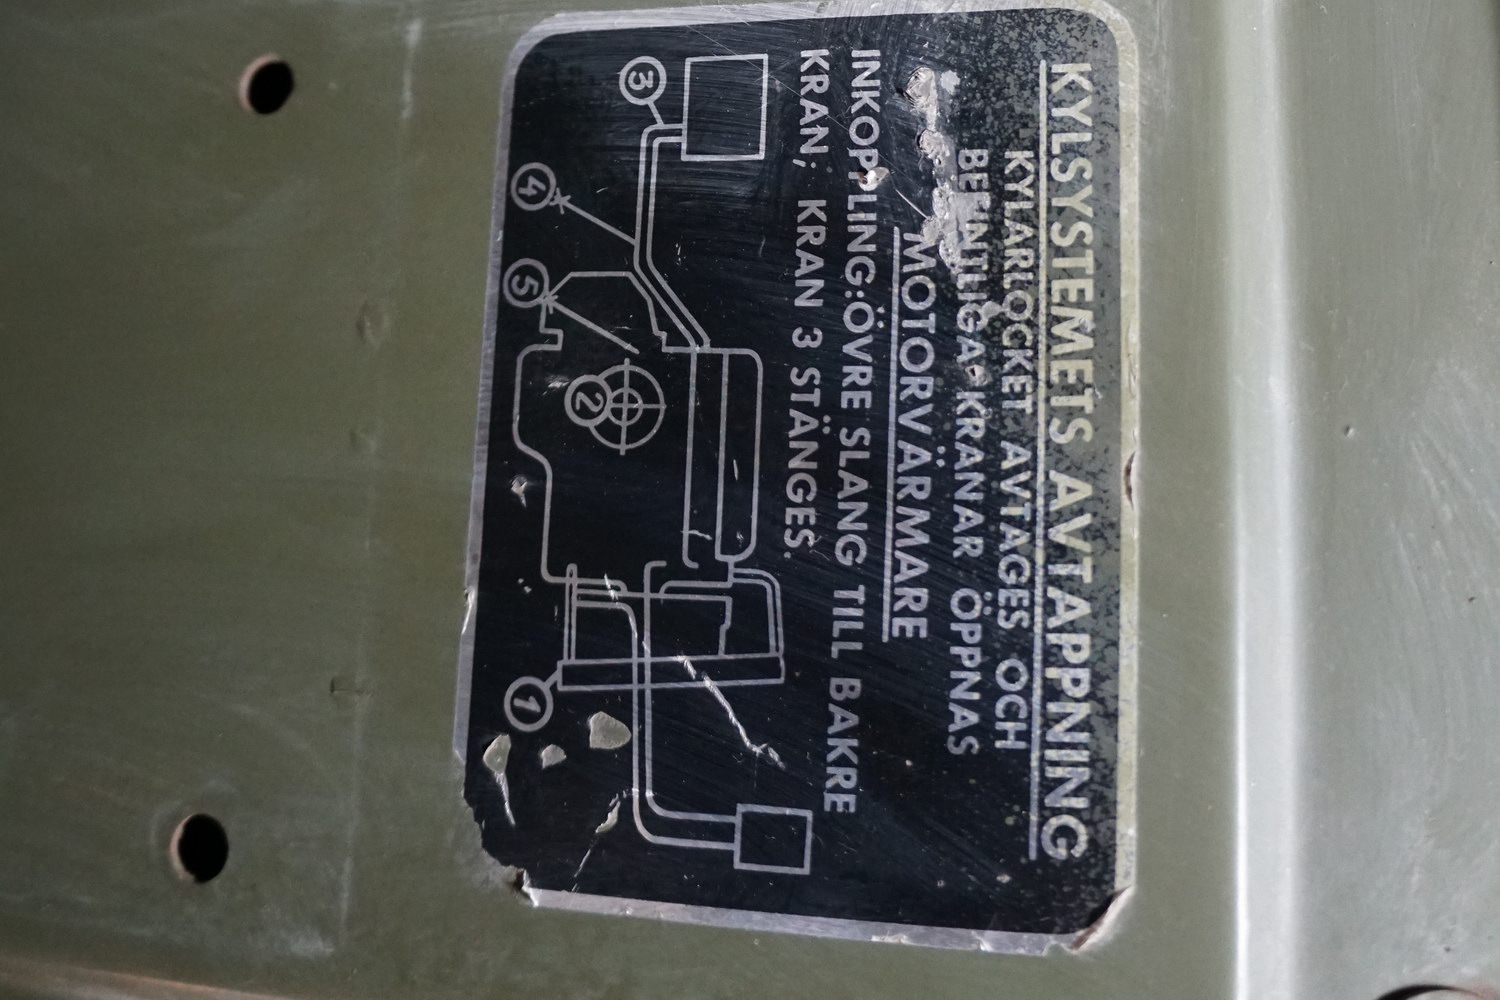 KYLSYSTEMETS AVTAPPNING
KYLARLOCKET AVTAGES OCH
BEFINTLIGA KRANAR ÖPPNAS
MOTORVÄRMARE
INKOPPLING:ÖVRE SLANG TILL BAKRE
KRAN; KRAN 3 STÄNGES.
3
4
5
2
1